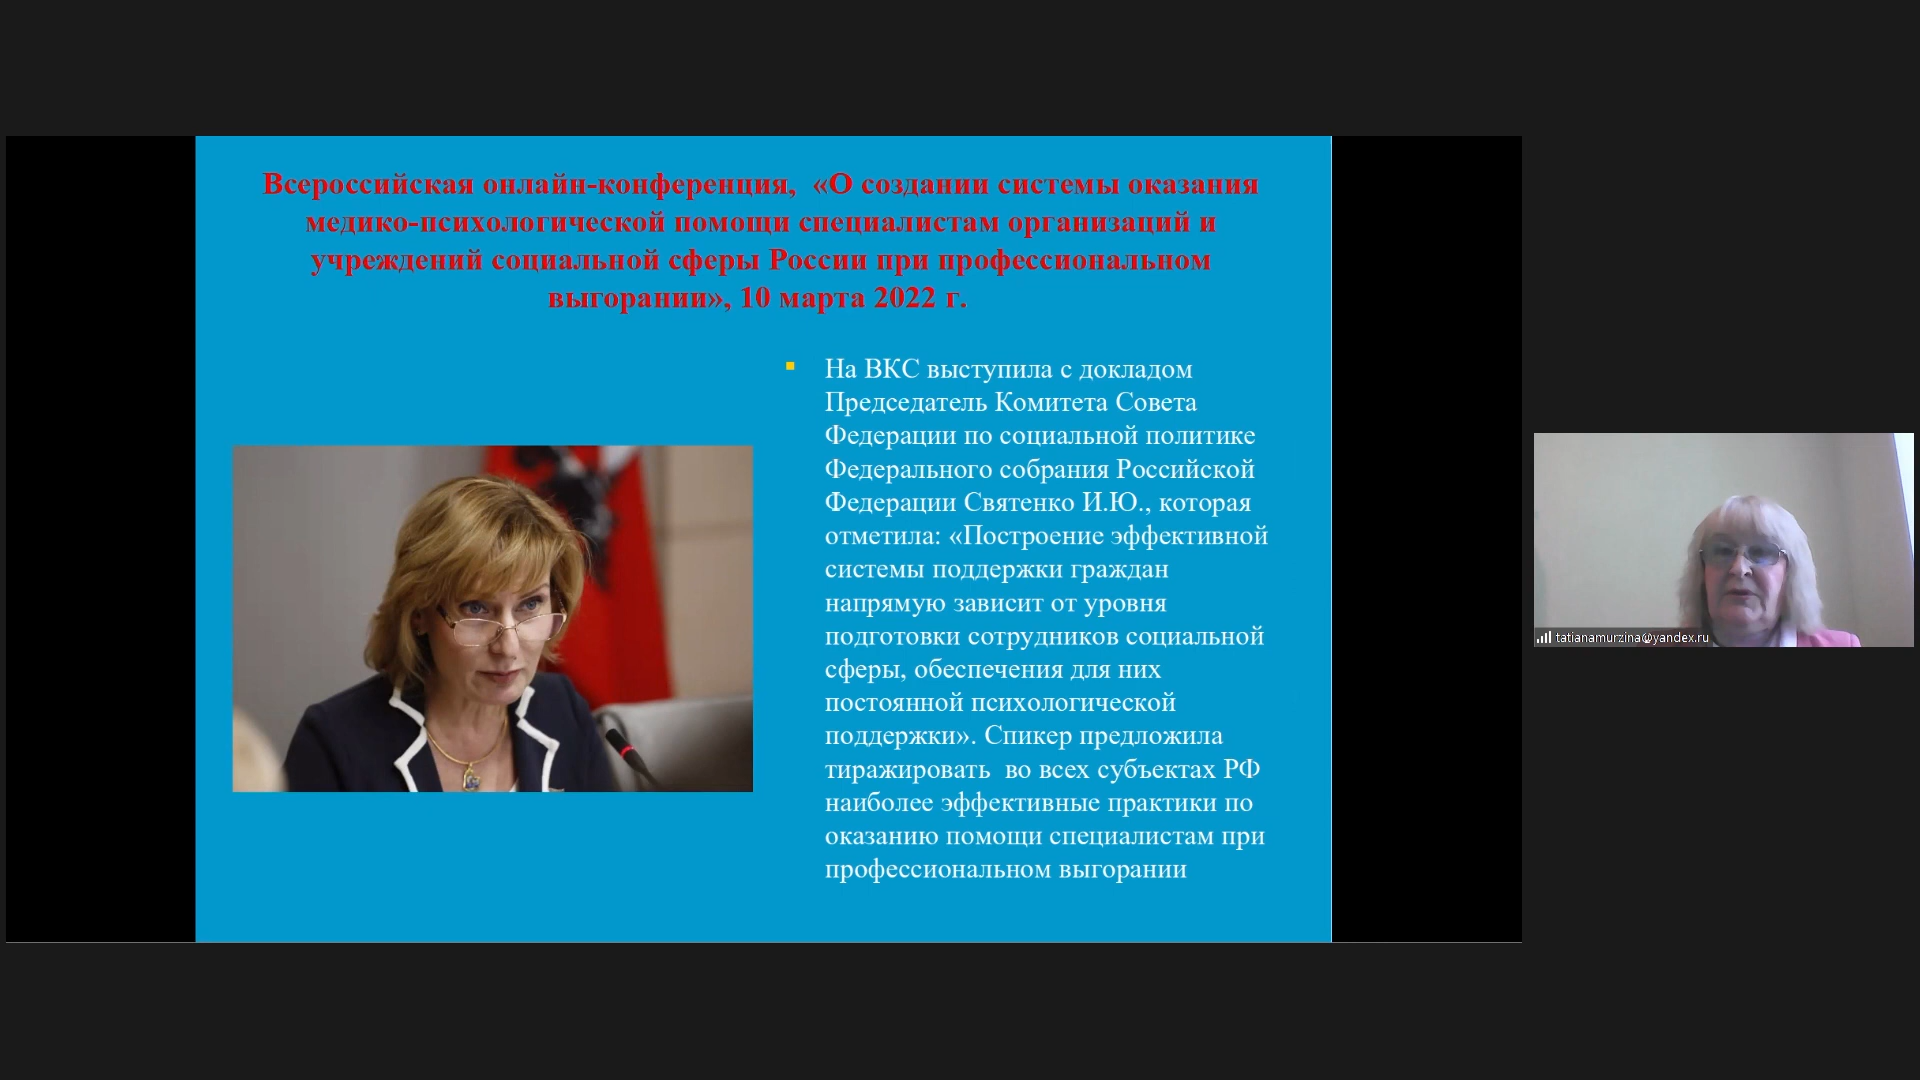 Всероссийская онлайн-конференция,  «О создании системы оказания
медико-психологической помощи специалистам организаций и
учреждений социальной сферы России при профессиональном
выгорании», 10 марта 2022 г.
На ВКС выступила с докладом
Председатель Комитета Совета
Федерации по социальной политике
Федерального собрания Российской
Федерации Святенко И.Ю., которая
отметила: «Построение эффективной
системы поддержки граждан
напрямую зависит от уровня
подготовки сотрудников социальной
сферы, обеспечения для них
постоянной психологической
поддержки». Спикер предложила
тиражировать  во всех субъектах РФ
наиболее эффективные практики по
оказанию помощи специалистам при
профессиональном выгорании
tatianamurzina@yandex.ru